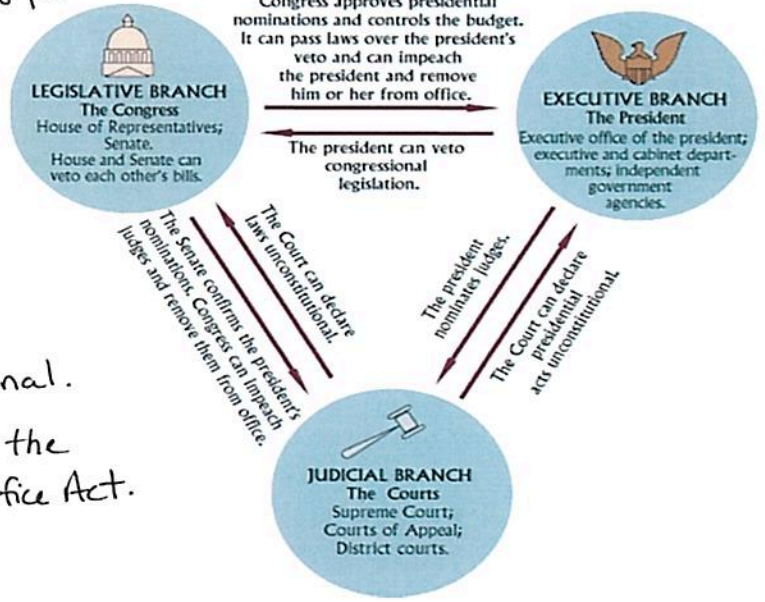 Congress approves presidential
nominations and controls the budget.
It can pass laws over the president's
veto and can impeach
the president and remove
him or her from office.
LEGISLATIVE BRANCH
The Congress
House of Representatives;
Senate.
House and Senate can
veto each other's bills.
EXECUTIVE BRANCH
The President
Executive office of the president;
executive and cabinet depart-
ments; independent
government
agencies.
The president can veto
congressional
legislation.
The Senate confirms the president's
nominations. Congress can impeach
judges and remove them from office.
The Court can declare
laws unconstitutional.
The president
nominates judges.
The Court can declare
presidential
acts unconstitutional.
nal.
the
fice Act.
JUDICIAL BRANCH
The Courts
Supreme Court;
Courts of Appeal;
District courts.